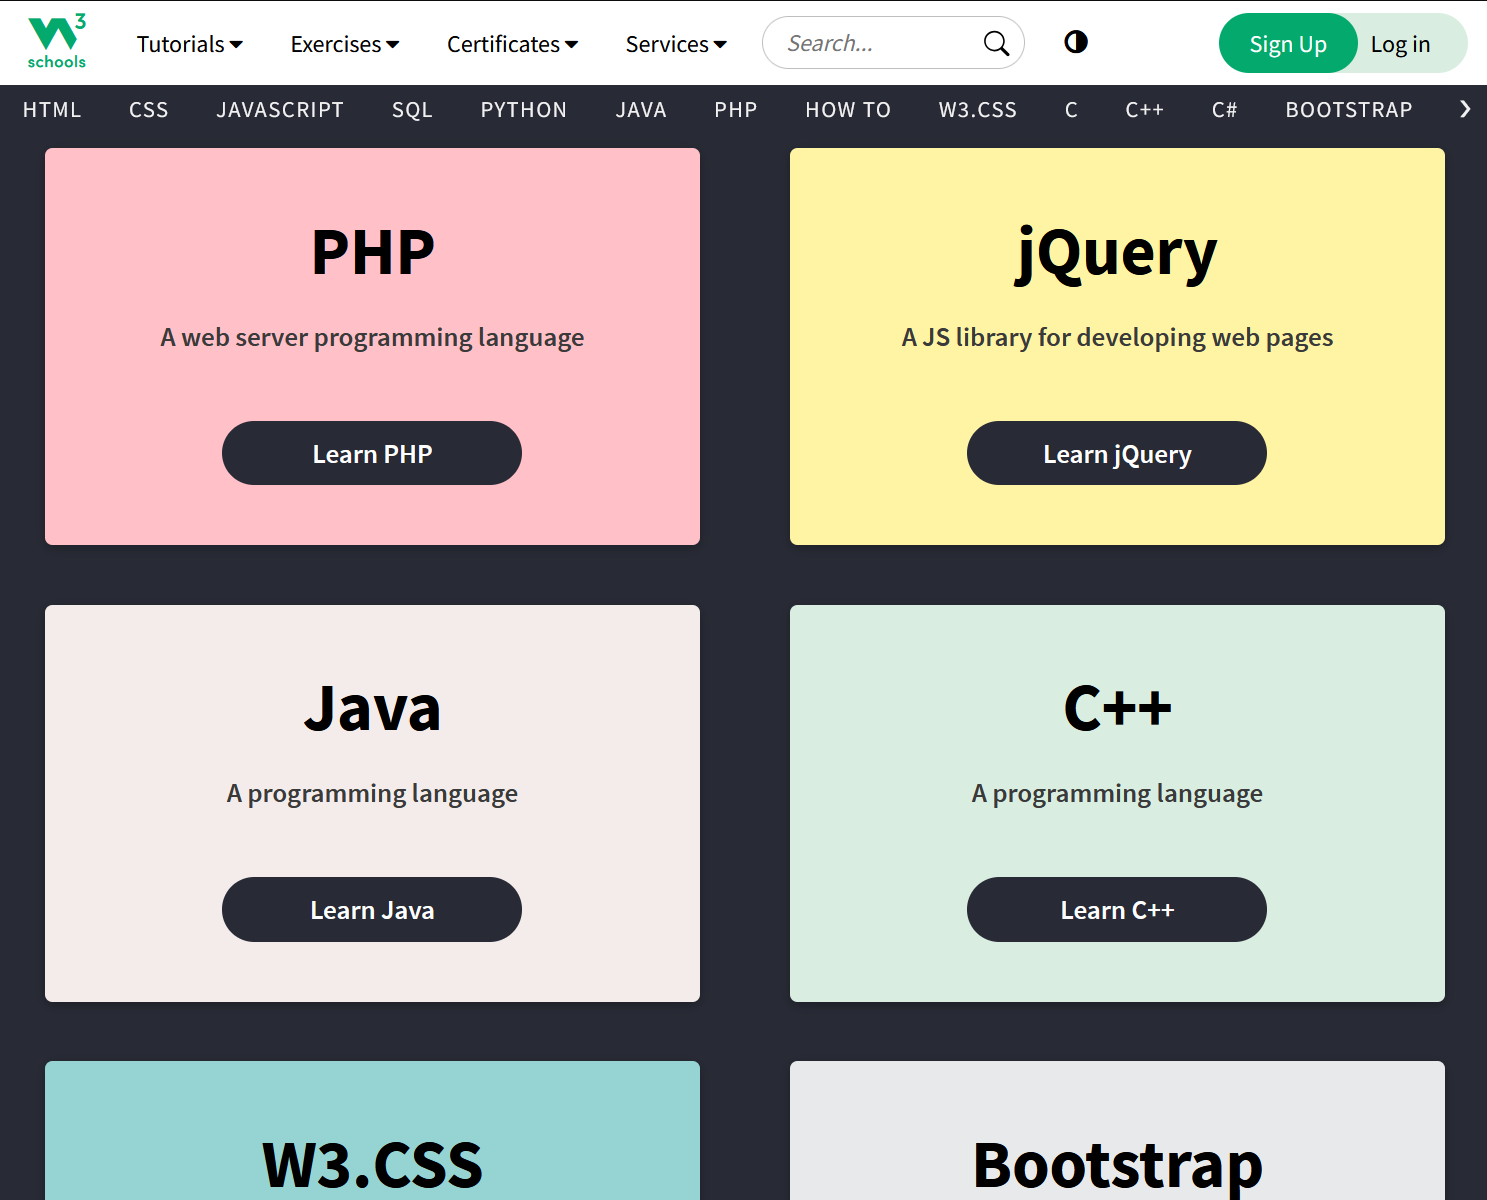 W3 schools
Tutorials Exercises Certificates Services Search... Sign Up Log in
HTML CSS JAVASCRIPT SQL PYTHON JAVA PHP HOW TO W3.CSS C C++ C# BOOTSTRAP ❯
PHP
A web server programming language
Learn PHP
jQuery
A JS library for developing web pages
Learn jQuery
Java
A programming language
Learn Java
C++
A programming language
Learn C++
W3.CSS
Bootstrap